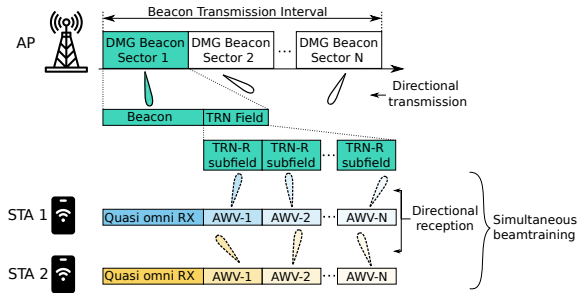 Beacon Transmission Interval
AP
DMG Beacon
Sector 1
DMG Beacon
Sector 2
...
DMG Beacon
Sector N
Directional
transmission
Beacon
TRN Field
TRN-R
subfield
TRN-R
subfield
...
TRN-R
subfield
STA 1
Quasi omni RX
AWV-1
AWV-2
...
AWV-N
Directional
reception
Simultaneous
beamtraining
STA 2
Quasi omni RX
AWV-1
AWV-2
...
AWV-N